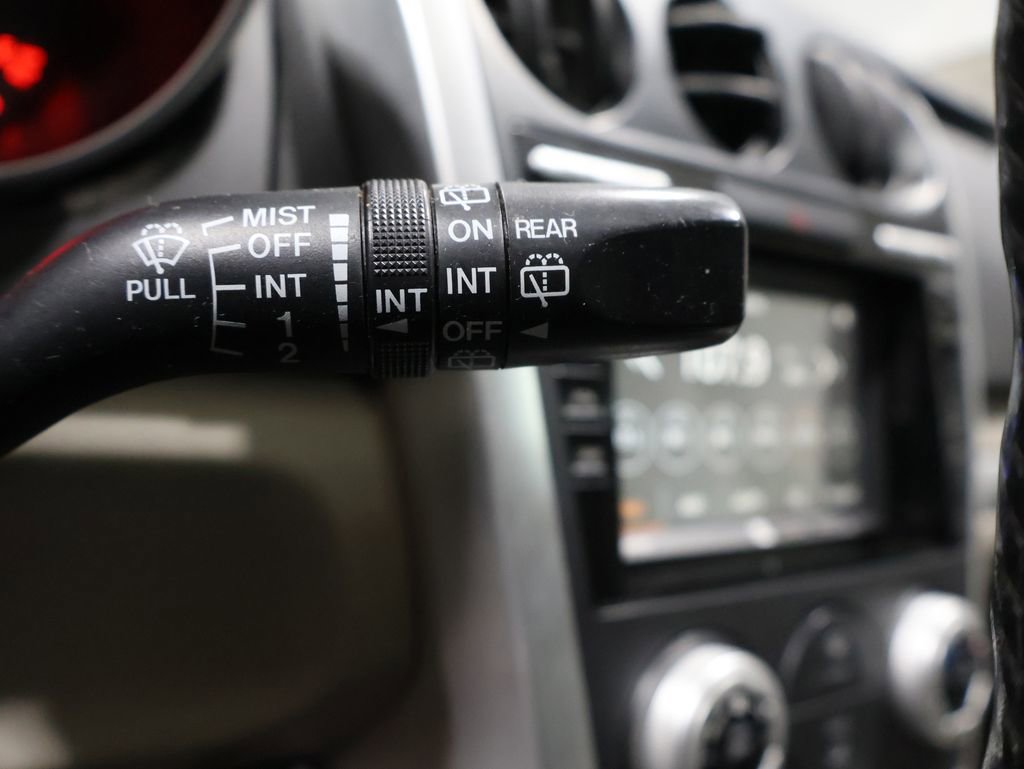 MIST
OFF
INT
1
2
PULL
INT
ON
INT
OFF
REAR